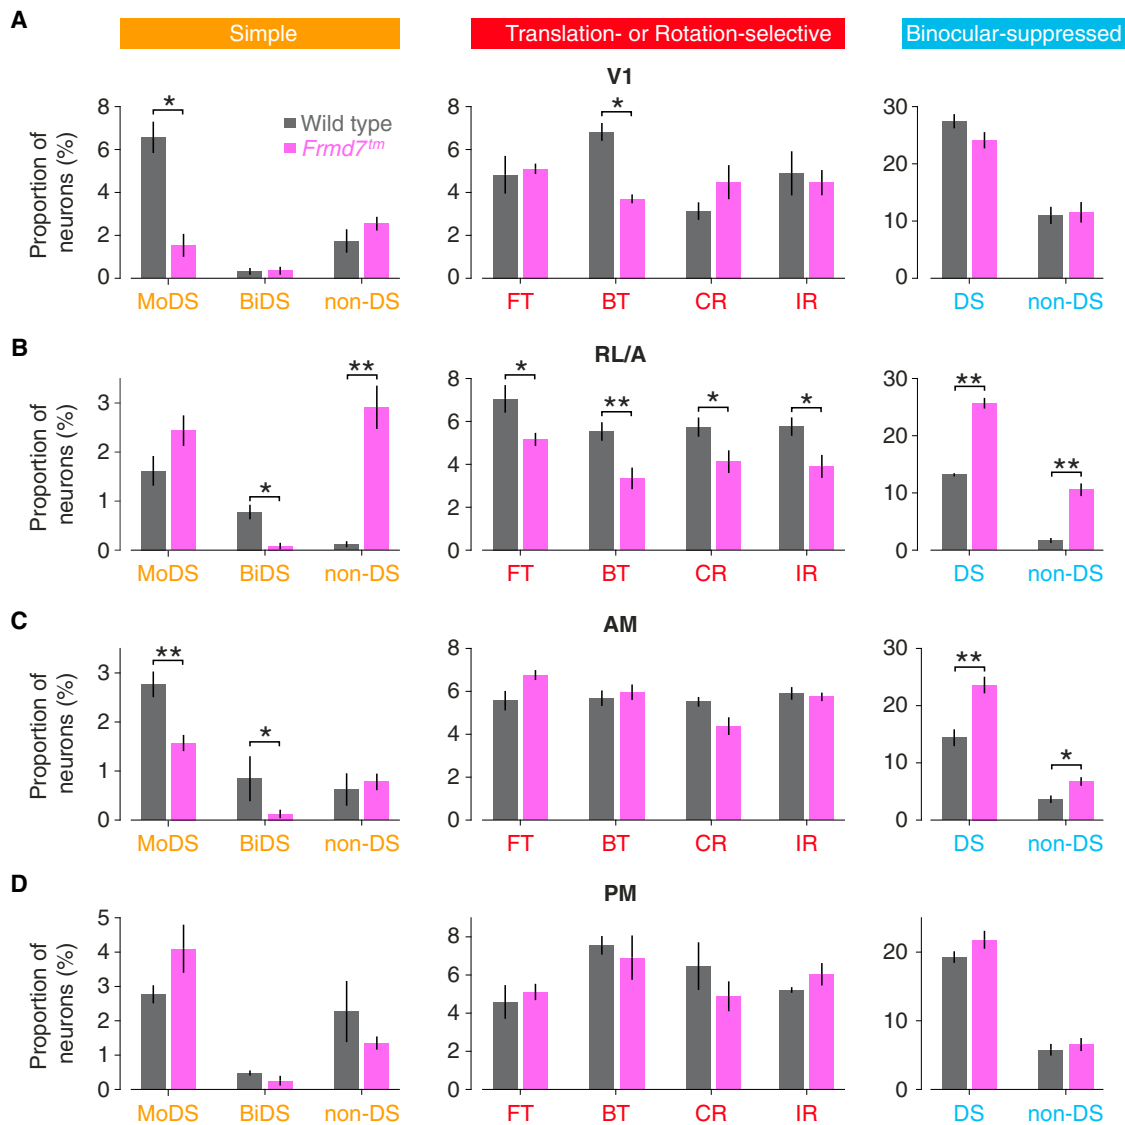 A
Simple
Translation- or Rotation-selective
Binocular-suppressed
V1
Proportion of
neurons (%)
8
6
4
2
0
*
Wild type
Frmd7tm
MoDS
BiDS
non-DS
8
6
4
2
0
*
FT
BT
CR
IR
30
20
10
0
DS
non-DS
B
RL/A
Proportion of
neurons (%)
3
2
1
0
*
**
MoDS
BiDS
non-DS
8
6
4
2
0
*
**
*
*
FT
BT
CR
IR
30
20
10
0
**
**
DS
non-DS
C
AM
Proportion of
neurons (%)
3
2
1
0
**
*
MoDS
BiDS
non-DS
8
6
4
2
0
FT
BT
CR
IR
30
20
10
0
**
*
DS
non-DS
D
PM
Proportion of
neurons (%)
5
4
3
2
1
0
MoDS
BiDS
non-DS
8
6
4
2
0
FT
BT
CR
IR
20
10
0
DS
non-DS